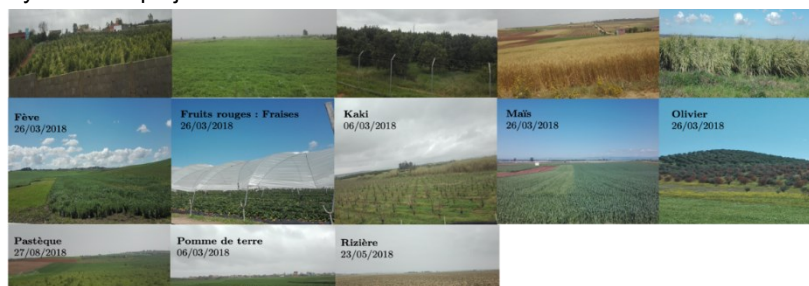 Fève
26/03/2018
Fruits rouges : Fraises
26/03/2018
Kaki
06/03/2018
Maïs
26/03/2018
Olivier
26/03/2018
Pastèque
27/08/2018
Pomme de terre
06/03/2018
Rizière
23/05/2018